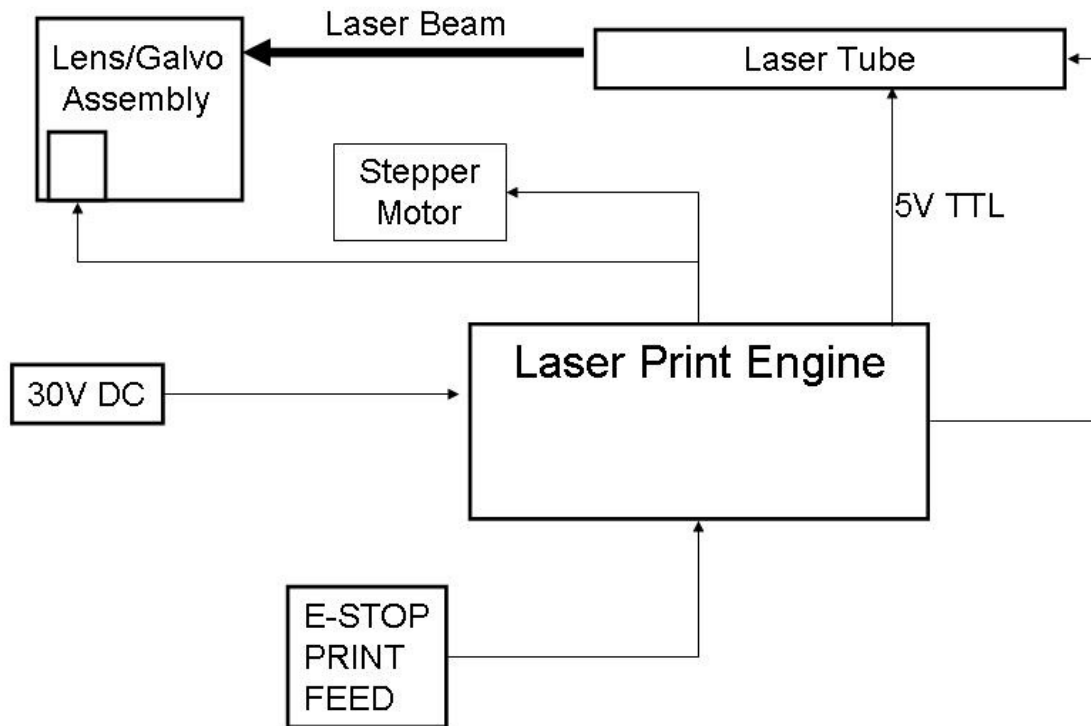 Laser Beam
Lens/Galvo
Assembly
Laser Tube
Stepper
Motor
5V TTL
Laser Print Engine
30V DC
E-STOP
PRINT
FEED